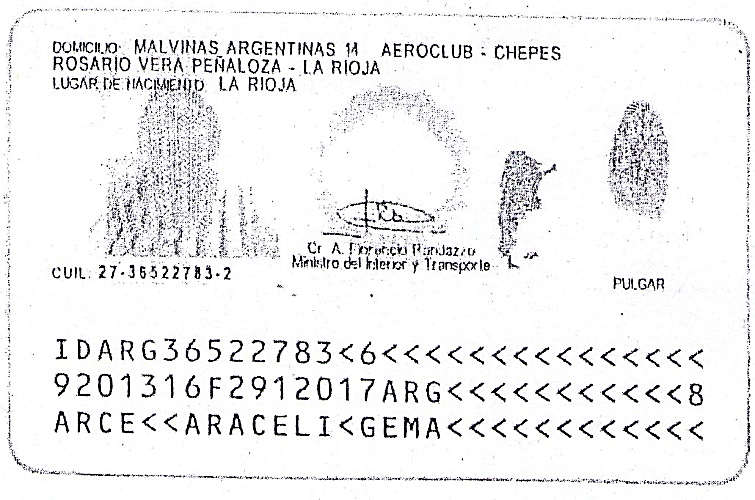 DOMICILIO: MALVINAS ARGENTINAS 14 AEROCLUB - CHEPES
ROSARIO VERA PEÑALOZA - LA RIOJA
LUGAR DE NACIMIENTO: LA RIOJA
Cr. A. Florencio Randazzo
Ministro del Interior y Transporte
CUIL: 27-36522783-2
PULGAR
IDARG36522783<6<<<<<<<<<<<<<<<
9201316F2912017ARG<<<<<<<<<<<8
ARCE<<ARACELI<GEMA<<<<<<<<<<<<